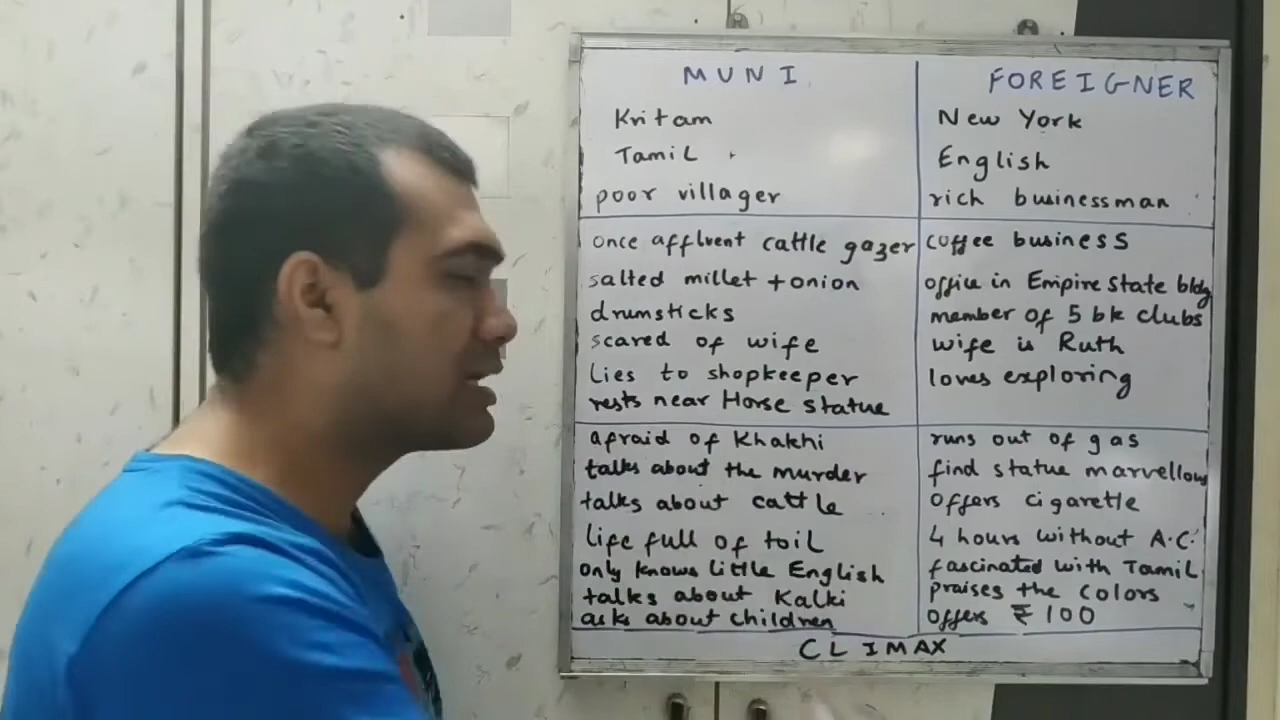 MUNI
Kritam
Tamil
poor villager
once affluent cattle gazer
salted millet + onion
drumsticks
scared of wife
Lies to shopkeeper
rests near Horse statue
afraid of Khakhi
talks about the murder
talks about cattle
Life full of toil
only knows little English
talks about Kalki
asks about children
FOREIGNER
New York
English
rich businessman
coffee business
office in Empire state bldg
member of 5 bk clubs
wife is Ruth
loves exploring
runs out of gas
find statue marvellous
offers cigarette
4 hours without A.C.
fascinated with Tamil
praises the colors
offers ₹ 100
CLIMAX